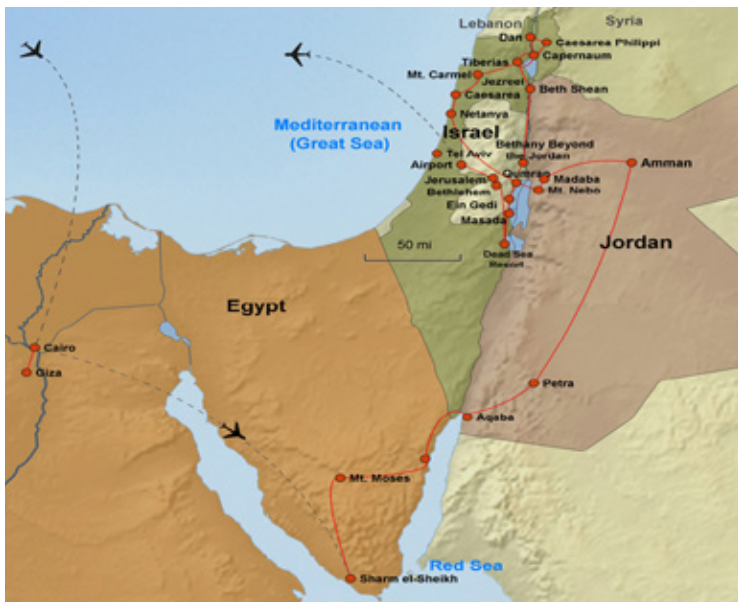 Lebanon
Syria
Dan
Caesarea Philippi
Tiberias
Capernaum
Mt. Carmel
Jezreel
Caesarea
Beth Shean
Netanya
Mediterranean
(Great Sea)
Israel
Bethany Beyond
the Jordan
Tel Aviv
Airport
Amman
Qumran
Jerusalem
Madaba
Bethlehem
Mt. Nebo
Ein Gedi
Masada
50 mi
Jordan
Dead Sea
Resort
Egypt
Cairo
Giza
Petra
Aqaba
Mt. Moses
Red Sea
Sharm el-Sheikh